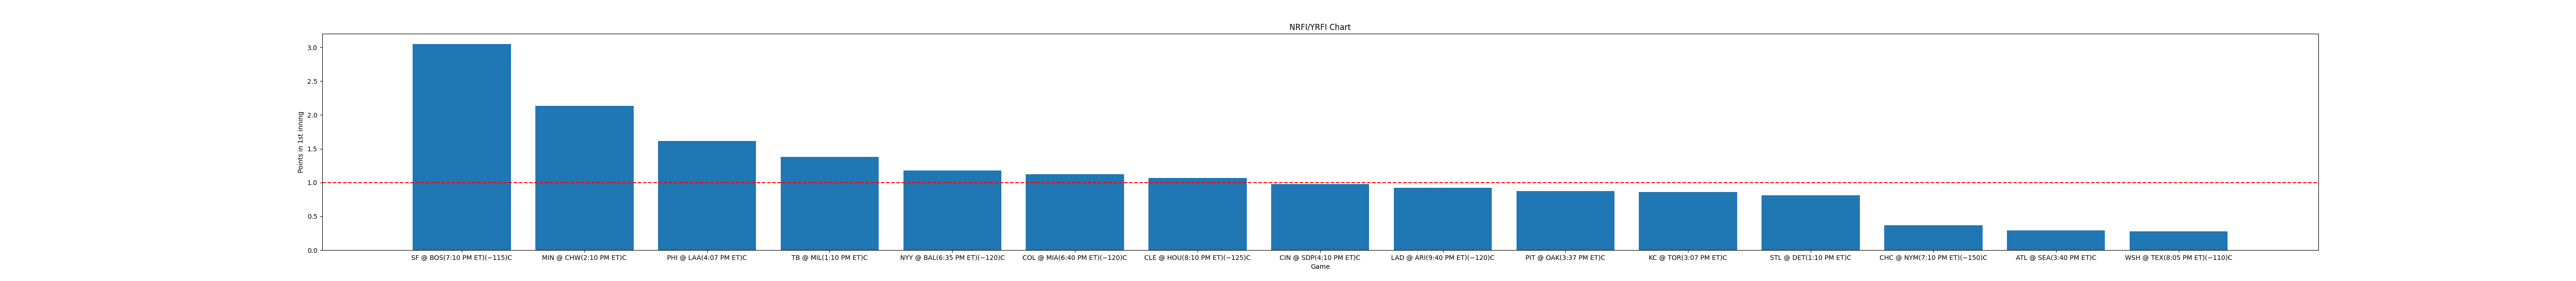 NRFI/YRFI Chart
Points in 1st inning
3.0
2.5
2.0
1.5
1.0
0.5
0.0
SF @ BOS(7:10 PM ET)(−115)C
MIN @ CHW(2:10 PM ET)C
PHI @ LAA(4:07 PM ET)C
TB @ MIL(1:10 PM ET)C
NYY @ BAL(6:35 PM ET)(−120)C
COL @ MIA(6:40 PM ET)(−120)C
CLE @ HOU(8:10 PM ET)(−125)C
CIN @ SDP(4:10 PM ET)C
LAD @ ARI(9:40 PM ET)(−120)C
PIT @ OAK(3:37 PM ET)C
KC @ TOR(3:07 PM ET)C
STL @ DET(1:10 PM ET)C
CHC @ NYM(7:10 PM ET)(−150)C
ATL @ SEA(3:40 PM ET)C
WSH @ TEX(8:05 PM ET)(−110)C
Game